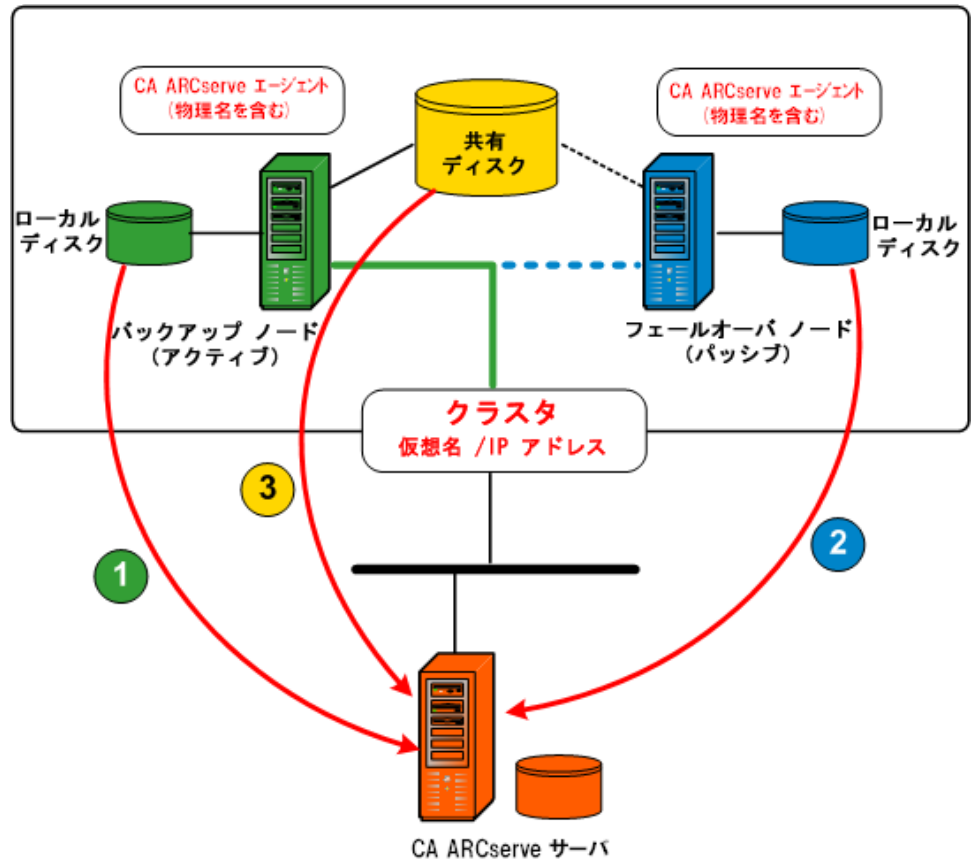 CA ARCserve エージェント
(物理名を含む)
共有
ディスク
CA ARCserve エージェント
(物理名を含む)
ローカル
ディスク
ローカル
ディスク
バックアップ ノード
(アクティブ)
フェールオーバ ノード
(パッシブ)
クラスタ
仮想名 /IP アドレス
3
2
1
CA ARCserve サーバ